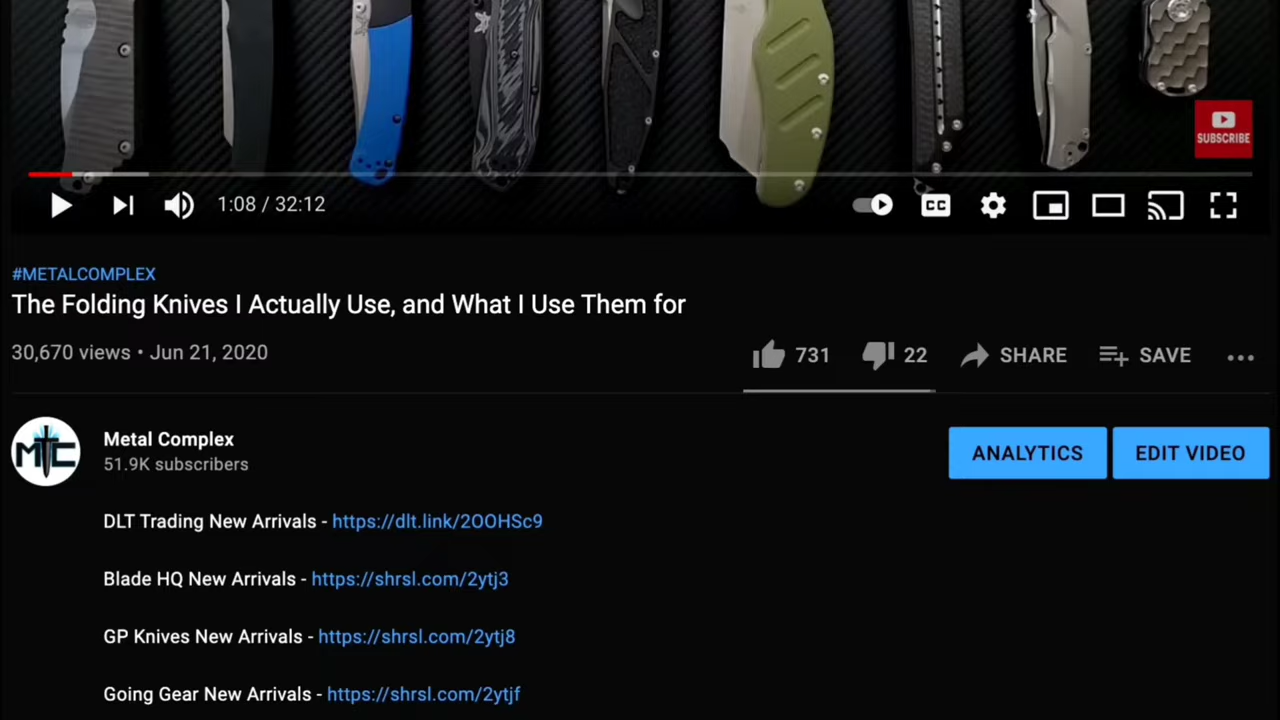 SUBSCRIBE
1:08 / 32:12
CC
#METALCOMPLEX
The Folding Knives I Actually Use, and What I Use Them for
30,670 views • Jun 21, 2020
731 22 SHARE SAVE
MTC
Metal Complex
51.9K subscribers
ANALYTICS EDIT VIDEO
DLT Trading New Arrivals - https://dlt.link/2OOHSc9
Blade HQ New Arrivals - https://shrsl.com/2ytj3
GP Knives New Arrivals - https://shrsl.com/2ytj8
Going Gear New Arrivals - https://shrsl.com/2ytjf